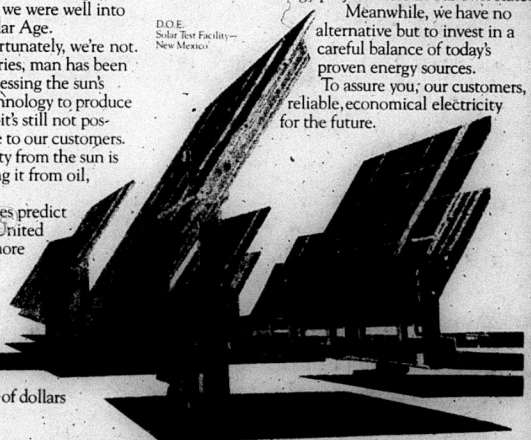 we were well into
ar Age.
rtunately, we're not.
ries, man has been
essing the sun's
hnology to produce
it's still not pos-
e to our customers.
ty from the sun is
g it from oil,
es predict
United
ore
of dollars
D.O.E.
Solar Test Facility—
New Mexico
Meanwhile, we have no
alternative but to invest in a
careful balance of today's
proven energy sources.
To assure you, our customers,
reliable, economical electricity
for the future.